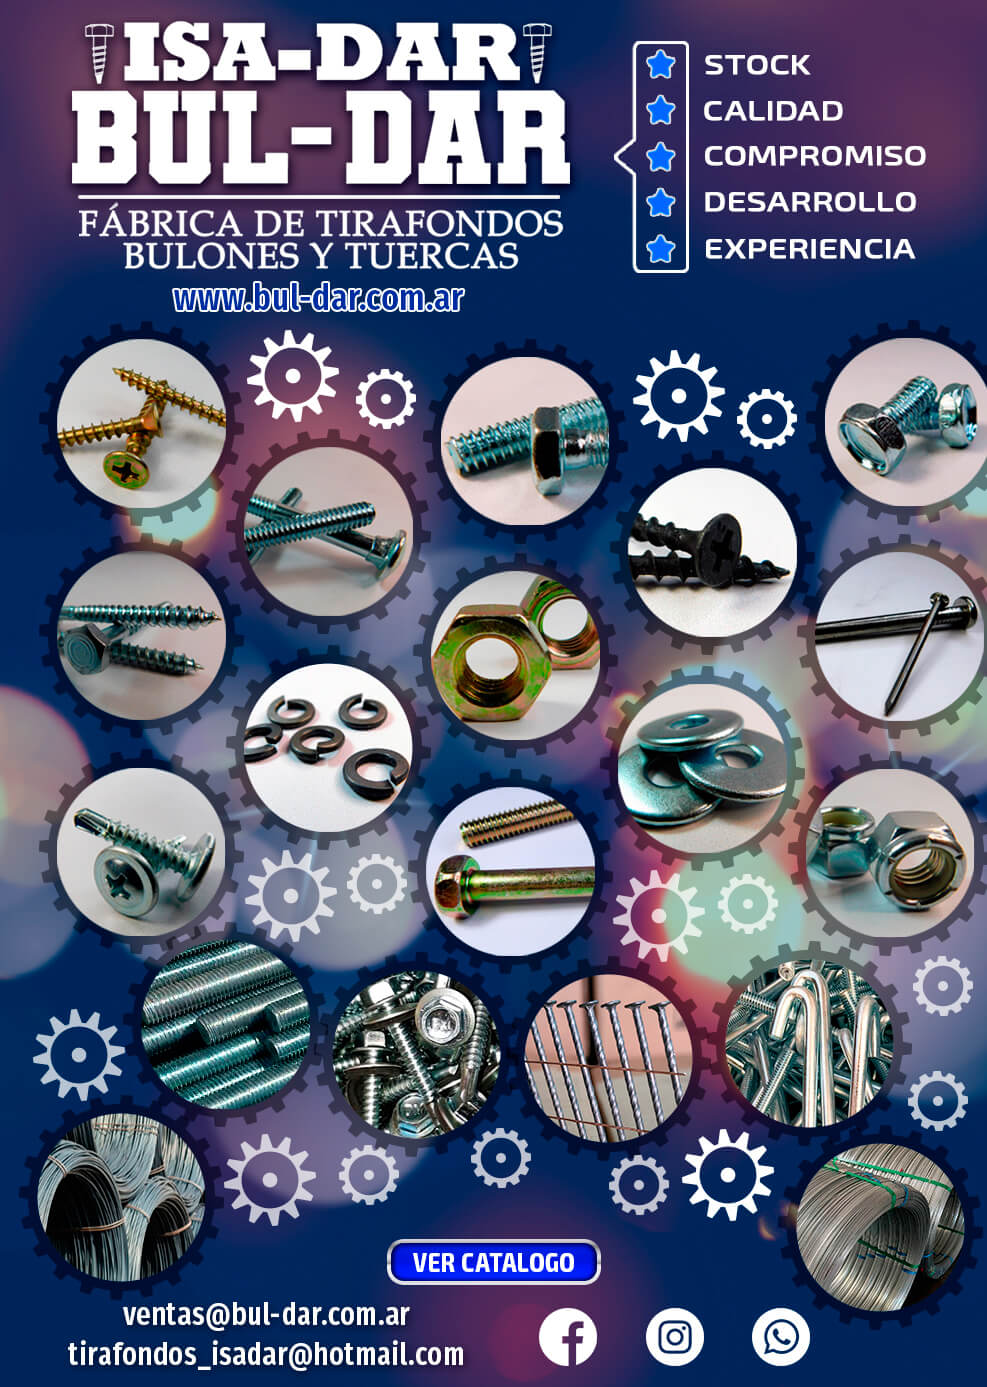 ISA-DAR
BUL-DAR
FÁBRICA DE TIRAFONDOS
BULONES Y TUERCAS
www.bul-dar.com.ar
STOCK
CALIDAD
COMPROMISO
DESARROLLO
EXPERIENCIA
VER CATALOGO
ventas@bul-dar.com.ar
tirafondos_isadar@hotmail.com